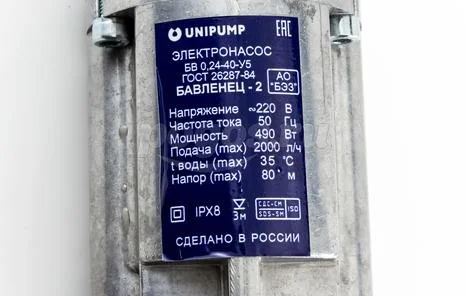 UNIPUMP EAC
ЭЛЕКТРОНАСОС
БВ 0,24-40-У5
ГОСТ 26287-84
БАВЛЕНЕЦ - 2
АО
"БЭЗ"
Напряжение ~220 В
Частота тока 50 Гц
Мощность 490 Вт
Подача (max) 2000 л/ч
t воды (max) 35 °С
Напор (max) 80 м
IPX8 3м СДС-СМ SDS-SM ISO
СДЕЛАНО В РОССИИ